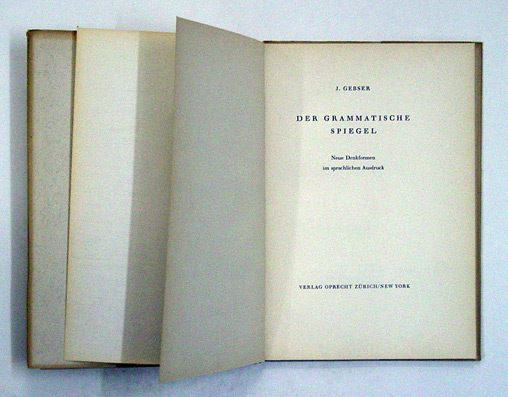 J. GEBSER
DER GRAMMATISCHE
SPIEGEL
Neue Denkformen
im sprachlichen Ausdruck
VERLAG OPRECHT ZÜRICH/NEW YORK